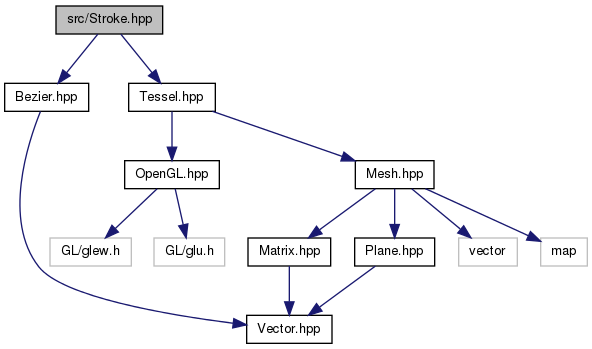 src/Stroke.hpp
Bezier.hpp
Tessel.hpp
OpenGL.hpp
Mesh.hpp
GL/glew.h
GL/glu.h
Matrix.hpp
Plane.hpp
vector
map
Vector.hpp